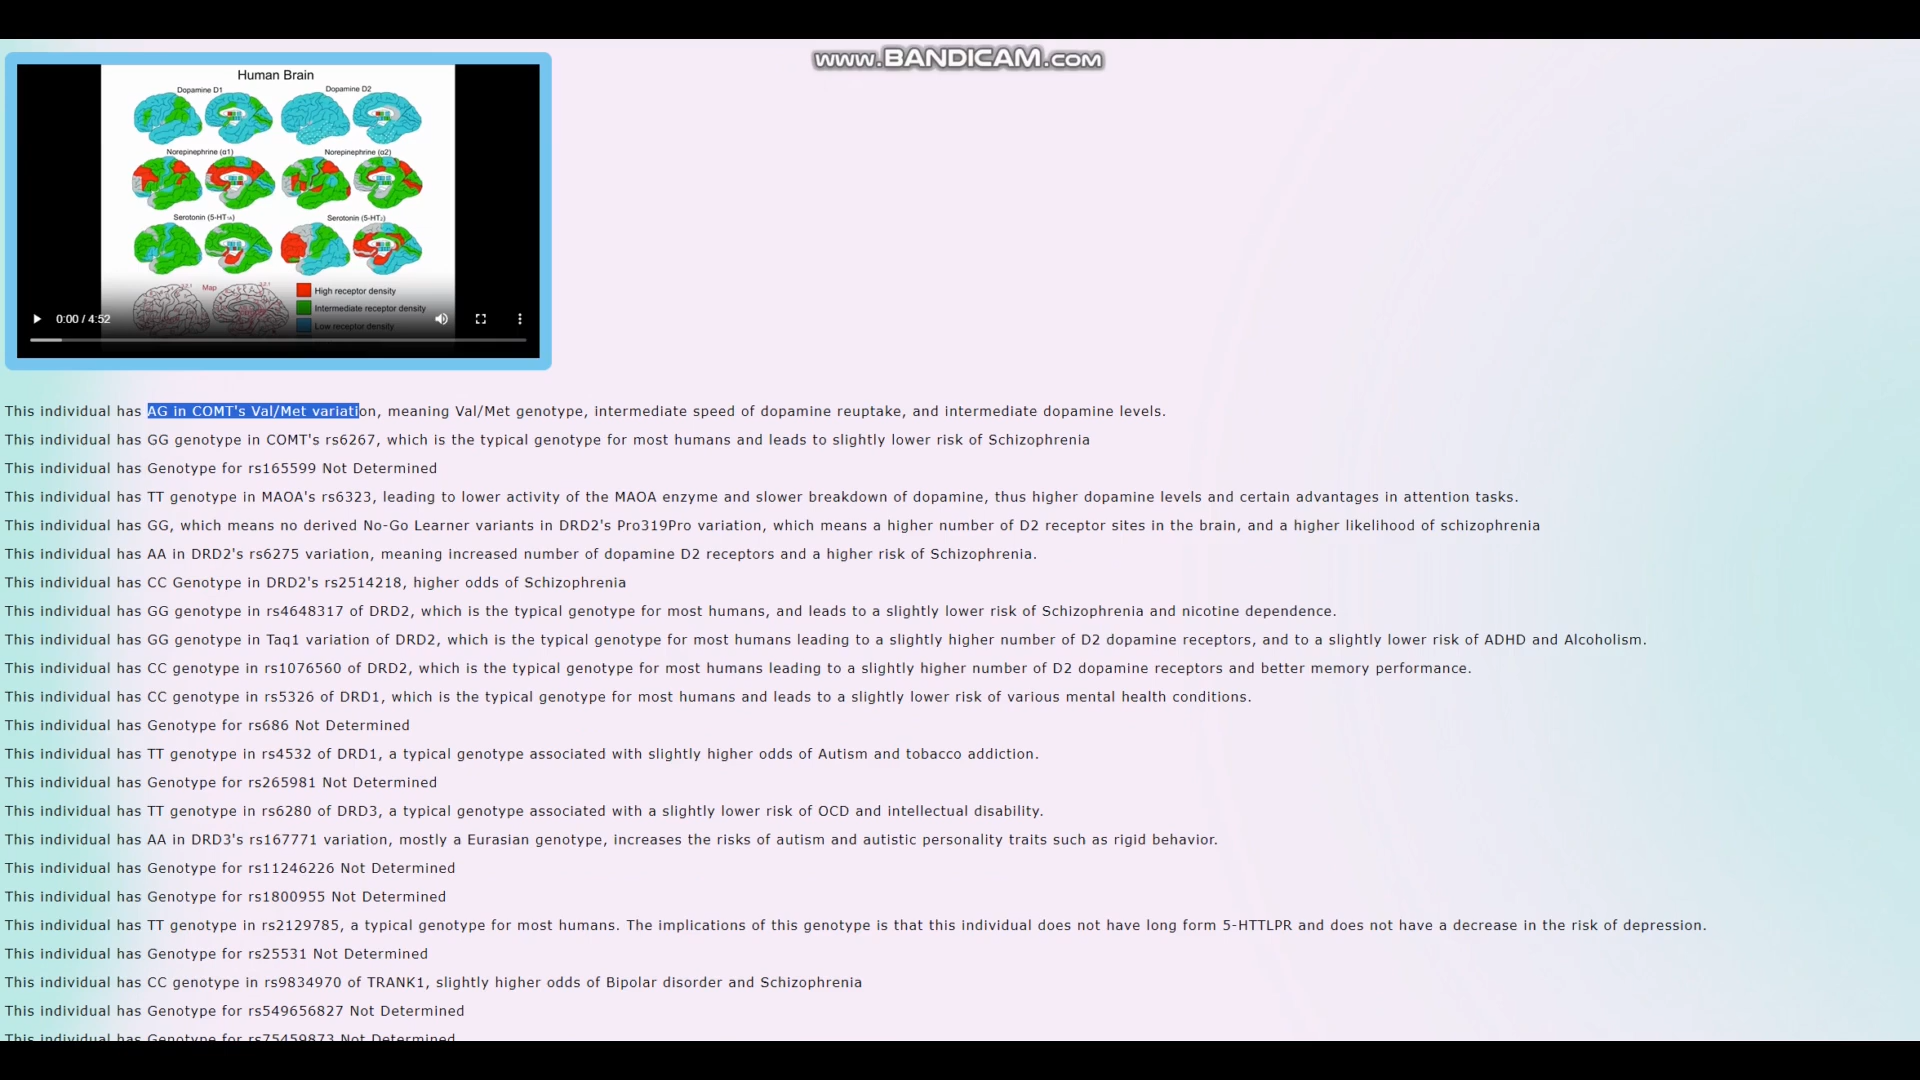 www.BANDICAM.com
Human Brain
Dopamine D1
Dopamine D2
Norepinephrine (α1)
Norepinephrine (α2)
Serotonin (5-HT1A)
Serotonin (5-HT2)
Map
High receptor density
Intermediate receptor density
Low receptor density
0:00 / 4:52
This individual has AG in COMT's Val/Met variation, meaning Val/Met genotype, intermediate speed of dopamine reuptake, and intermediate dopamine levels.
This individual has GG genotype in COMT's rs6267, which is the typical genotype for most humans and leads to slightly lower risk of Schizophrenia
This individual has Genotype for rs165599 Not Determined
This individual has TT genotype in MAOA's rs6323, leading to lower activity of the MAOA enzyme and slower breakdown of dopamine, thus higher dopamine levels and certain advantages in attention tasks.
This individual has GG, which means no derived No-Go Learner variants in DRD2's Pro319Pro variation, which means a higher number of D2 receptor sites in the brain, and a higher likelihood of schizophrenia
This individual has AA in DRD2's rs6275 variation, meaning increased number of dopamine D2 receptors and a higher risk of Schizophrenia.
This individual has CC Genotype in DRD2's rs2514218, higher odds of Schizophrenia
This individual has GG genotype in rs4648317 of DRD2, which is the typical genotype for most humans, and leads to a slightly lower risk of Schizophrenia and nicotine dependence.
This individual has GG genotype in Taq1 variation of DRD2, which is the typical genotype for most humans leading to a slightly higher number of D2 dopamine receptors, and to a slightly lower risk of ADHD and Alcoholism.
This individual has CC genotype in rs1076560 of DRD2, which is the typical genotype for most humans leading to a slightly higher number of D2 dopamine receptors and better memory performance.
This individual has CC genotype in rs5326 of DRD1, which is the typical genotype for most humans and leads to a slightly lower risk of various mental health conditions.
This individual has Genotype for rs686 Not Determined
This individual has TT genotype in rs4532 of DRD1, a typical genotype associated with slightly higher odds of Autism and tobacco addiction.
This individual has Genotype for rs265981 Not Determined
This individual has TT genotype in rs6280 of DRD3, a typical genotype associated with a slightly lower risk of OCD and intellectual disability.
This individual has AA in DRD3's rs167771 variation, mostly a Eurasian genotype, increases the risks of autism and autistic personality traits such as rigid behavior.
This individual has Genotype for rs11246226 Not Determined
This individual has Genotype for rs1800955 Not Determined
This individual has TT genotype in rs2129785, a typical genotype for most humans. The implications of this genotype is that this individual does not have long form 5-HTTLPR and does not have a decrease in the risk of depression.
This individual has Genotype for rs25531 Not Determined
This individual has CC genotype in rs9834970 of TRANK1, slightly higher odds of Bipolar disorder and Schizophrenia
This individual has Genotype for rs549656827 Not Determined
This individual has Genotype for rs75459873 Not Determined